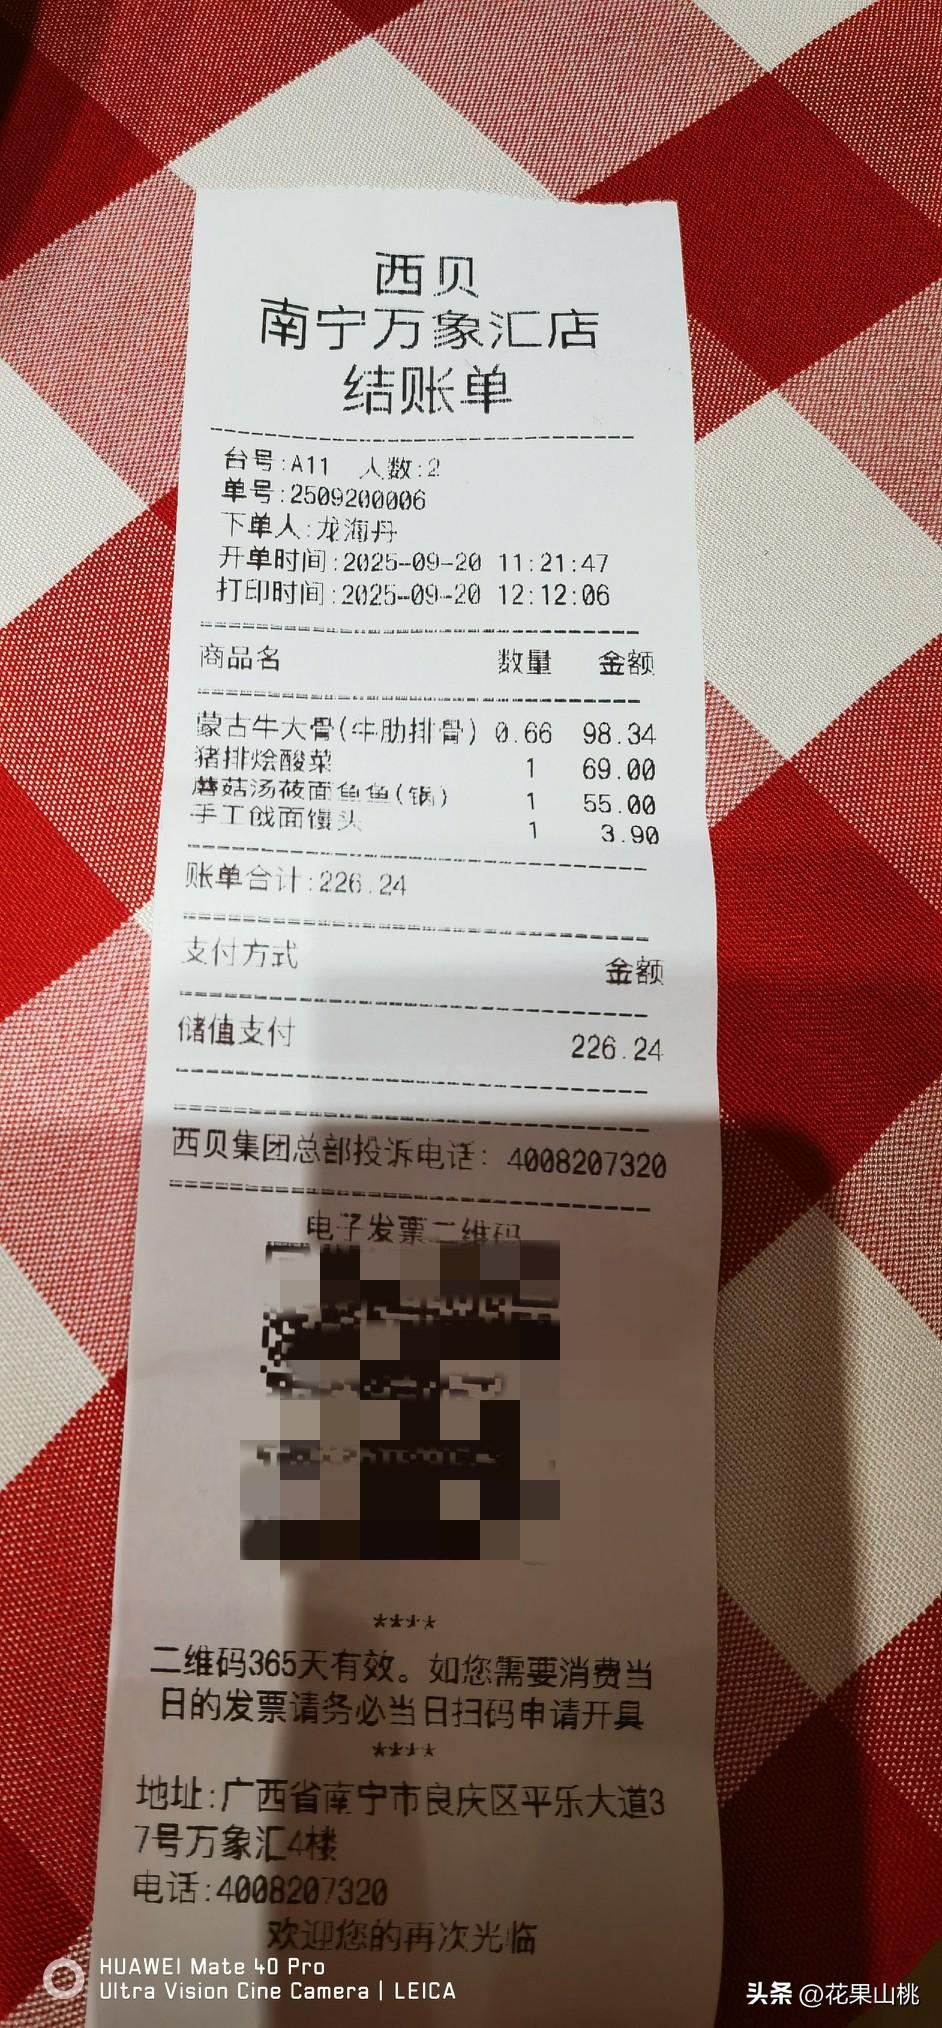 西贝
南宁万象汇店
结账单
台号:A11 人数:2
单号:2509200006
下单人:龙海丹
开单时间:2025-09-20 11:21:47
打印时间:2025-09-20 12:12:06
商品名 数量 金额
蒙古牛大骨(牛肋排骨) 0.66 98.34
猪排烩酸菜 1 69.00
蘑菇汤莜面鱼鱼(锅) 1 55.00
手工戗面馒头 1 3.90
账单合计:226.24
支付方式 金额
储值支付 226.24
西贝集团总部投诉电话: 4008207320
电子发票二维码
****
二维码365天有效。如您需要消费当
日的发票请务必当日扫码申请开具
****
地址:广西省南宁市良庆区平乐大道3
7号万象汇4楼
电话:4008207320
欢迎您的再次光临
HUAWEI Mate 40 Pro
Ultra Vision Cine Camera | LEICA
头条 @花果山桃